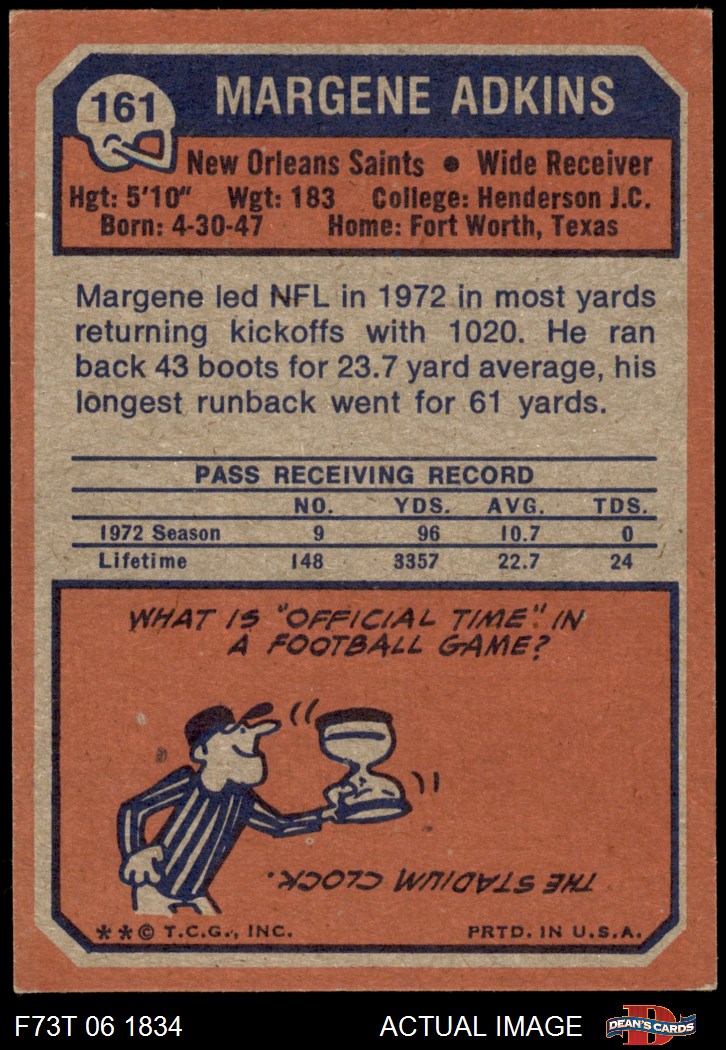 161
MARGENE ADKINS
New Orleans Saints ● Wide Receiver
Hgt: 5'10" Wgt: 183 College: Henderson J.C.
Born: 4-30-47 Home: Fort Worth, Texas
Margene led NFL in 1972 in most yards
returning kickoffs with 1020. He ran
back 43 boots for 23.7 yard average, his
longest runback went for 61 yards.
PASS RECEIVING RECORD
NO. YDS. AVG. TDS.
1972 Season 9 96 10.7 0
Lifetime 148 3357 22.7 24
WHAT IS "OFFICIAL TIME" IN
A FOOTBALL GAME?
THE STADIUM CLOCK.
**© T.C.G., INC. PRTD. IN U.S.A.
F73T 06 1834 ACTUAL IMAGE D DEAN'S CARDS